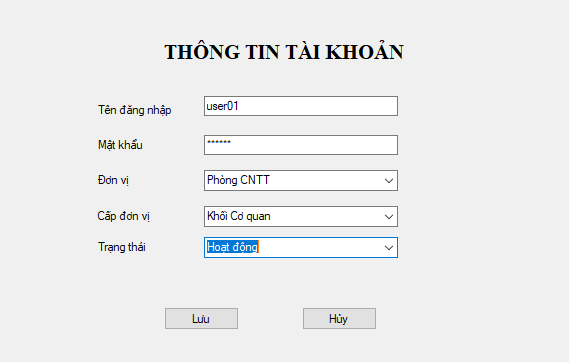 THÔNG TIN TÀI KHOẢN
Tên đăng nhập user01
Mật khẩu ******
Đơn vị Phòng CNTT
Cấp đơn vị Khối Cơ quan
Trạng thái Hoạt động
Lưu Hủy